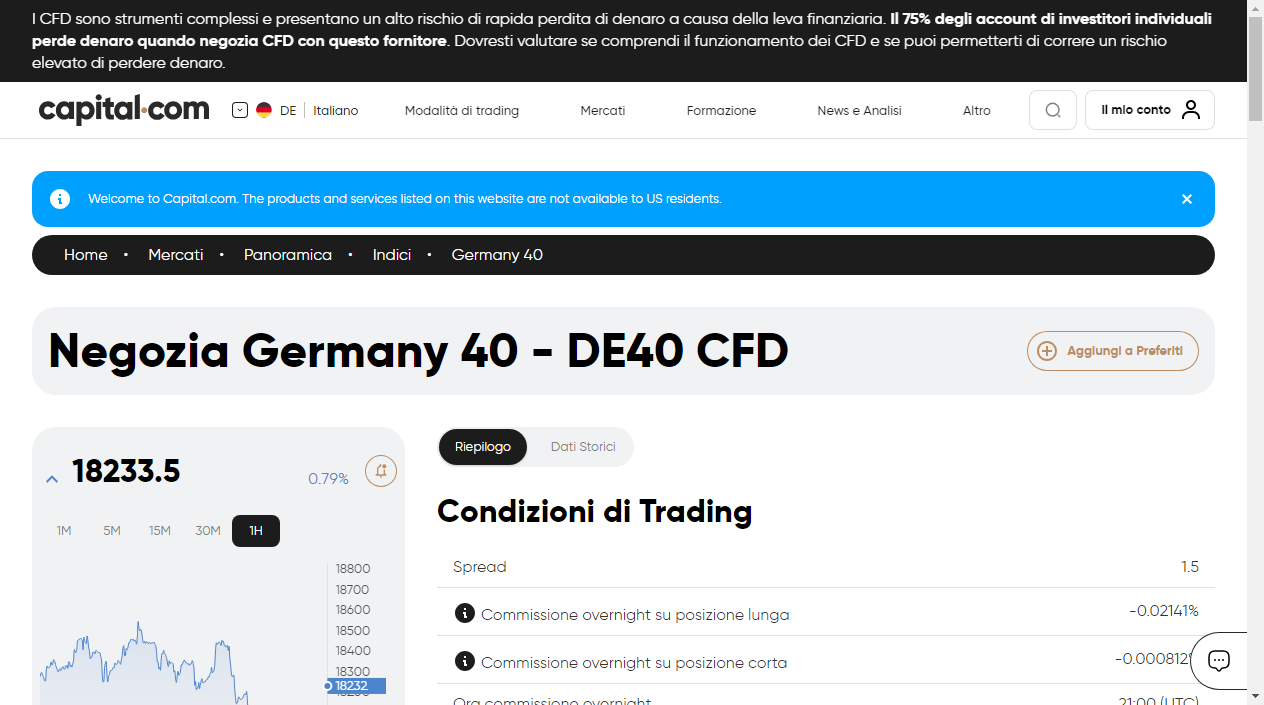 I CFD sono strumenti complessi e presentano un alto rischio di rapida perdita di denaro a causa della leva finanziaria. Il 75% degli account di investitori individuali
perde denaro quando negozia CFD con questo fornitore. Dovresti valutare se comprendi il funzionamento dei CFD e se puoi permetterti di correre un rischio
elevato di perdere denaro.
capital.com
DE
Italiano
Modalità di trading
Mercati
Formazione
News e Analisi
Altro
Il mio conto
Welcome to Capital.com. The products and services listed on this website are not available to US residents.
Home • Mercati • Panoramica • Indici • Germany 40
Negozia Germany 40 - DE40 CFD
Aggiungi a Preferiti
18233.5
0.79%
1M 5M 15M 30M 1H
18800
18700
18600
18500
18400
18300
18232
Riepilogo
Dati Storici
Condizioni di Trading
Spread 1.5
Commissione overnight su posizione lunga -0.02141%
Commissione overnight su posizione corta -0.000812%
Ora commissione overnight 21:00 (UTC)